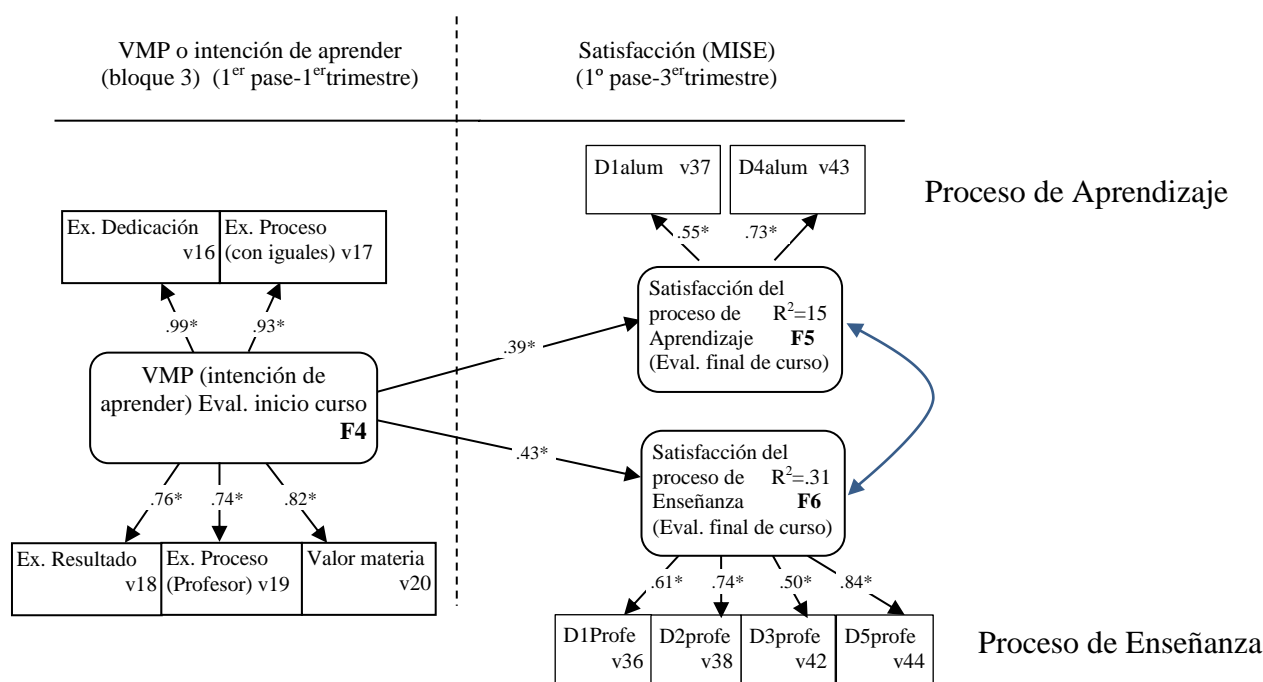 VMP o intención de aprender
(bloque 3) (1er pase-1ertrimestre)
Satisfacción (MISE)
(1º pase-3ertrimestre)
D1alum v37
D4alum v43
Proceso de Aprendizaje
Ex. Dedicación
v16
Ex. Proceso
(con iguales) v17
.55*
.73*
.99*
.93*
Satisfacción del
proceso de R2=15
Aprendizaje F5
(Eval. final de curso)
.39*
VMP (intención de
aprender) Eval. inicio curso
F4
.43*
Satisfacción del
proceso de R2=.31
Enseñanza F6
(Eval. final de curso)
.76*
.74*
.82*
Ex. Resultado
v18
Ex. Proceso
(Profesor) v19
Valor materia
v20
.61*
.74*
.50*
.84*
D1Profe
v36
D2profe
v38
D3profe
v42
D5profe
v44
Proceso de Enseñanza